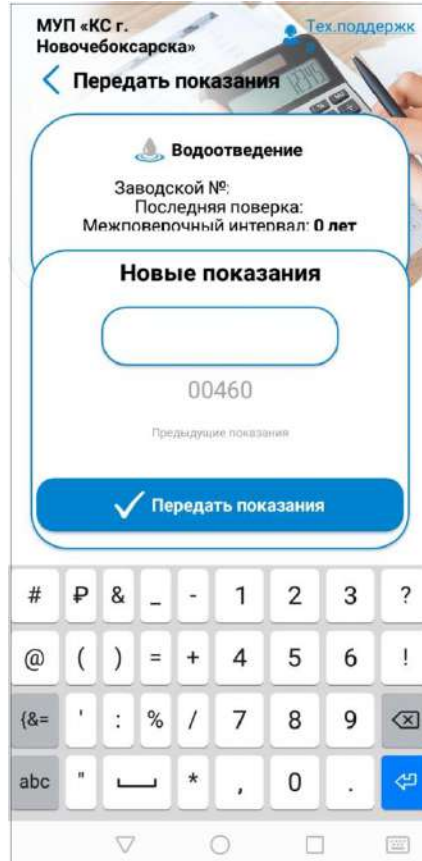 МУП «КС г.
Новочебоксарска»
Тех.поддержк
Передать показания
Водоотведение
Заводской №:
Последняя поверка:
Межповерочный интервал: 0 лет
Новые показания
00460
Предыдущие показания
Передать показания
# ₽ & _ - 1 2 3 ?
@ ( ) = + 4 5 6 !
{&= ' : % / 7 8 9
abc " * , 0 .